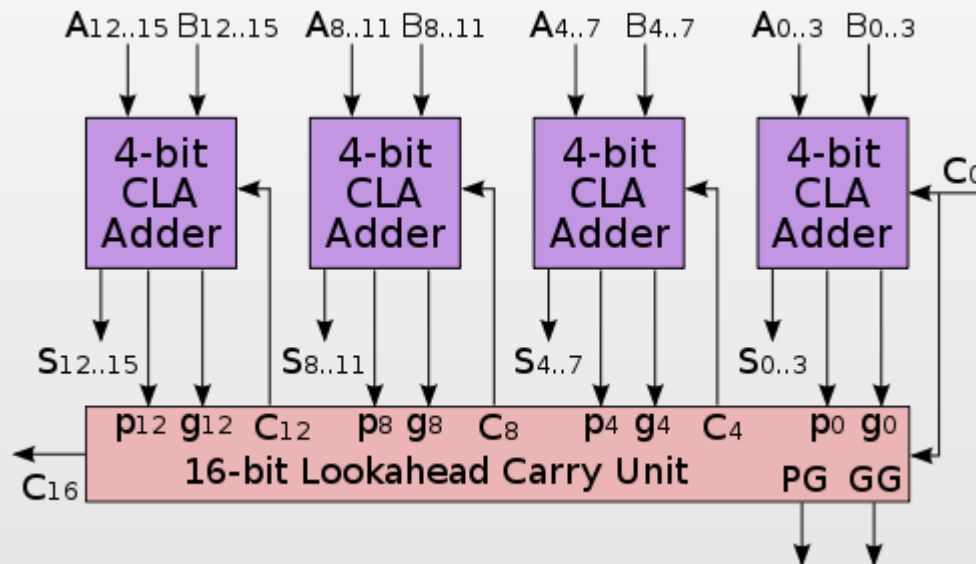 A12..15 B12..15 A8..11 B8..11 A4..7 B4..7 A0..3 B0..3
4-bit CLA Adder
4-bit CLA Adder
4-bit CLA Adder
4-bit CLA Adder
C0
S12..15 S8..11 S4..7 S0..3
p12 g12 C12 p8 g8 C8 p4 g4 C4 p0 g0
16-bit Lookahead Carry Unit
PG GG
C16